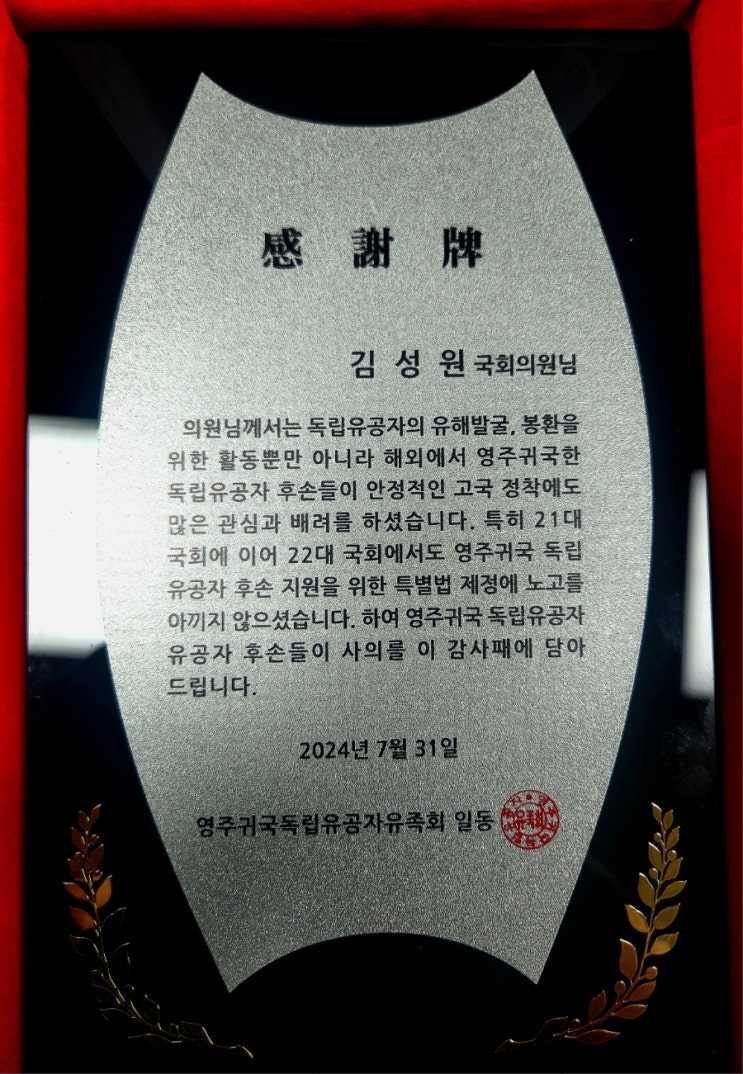 感 謝 牌
김 성 원 국회의원님
의원님께서는 독립유공자의 유해발굴, 봉환을
위한 활동뿐만 아니라 해외에서 영주귀국한
독립유공자 후손들이 안정적인 고국 정착에도
많은 관심과 배려를 하셨습니다. 특히 21대
국회에 이어 22대 국회에서도 영주귀국 독립
유공자 후손 지원을 위한 특별법 제정에 노고를
아끼지 않으셨습니다. 하여 영주귀국 독립유공자
유공자 후손들이 사의를 이 감사패에 담아
드립니다.
2024년 7월 31일
영주귀국독립유공자유족회 일동
유족회